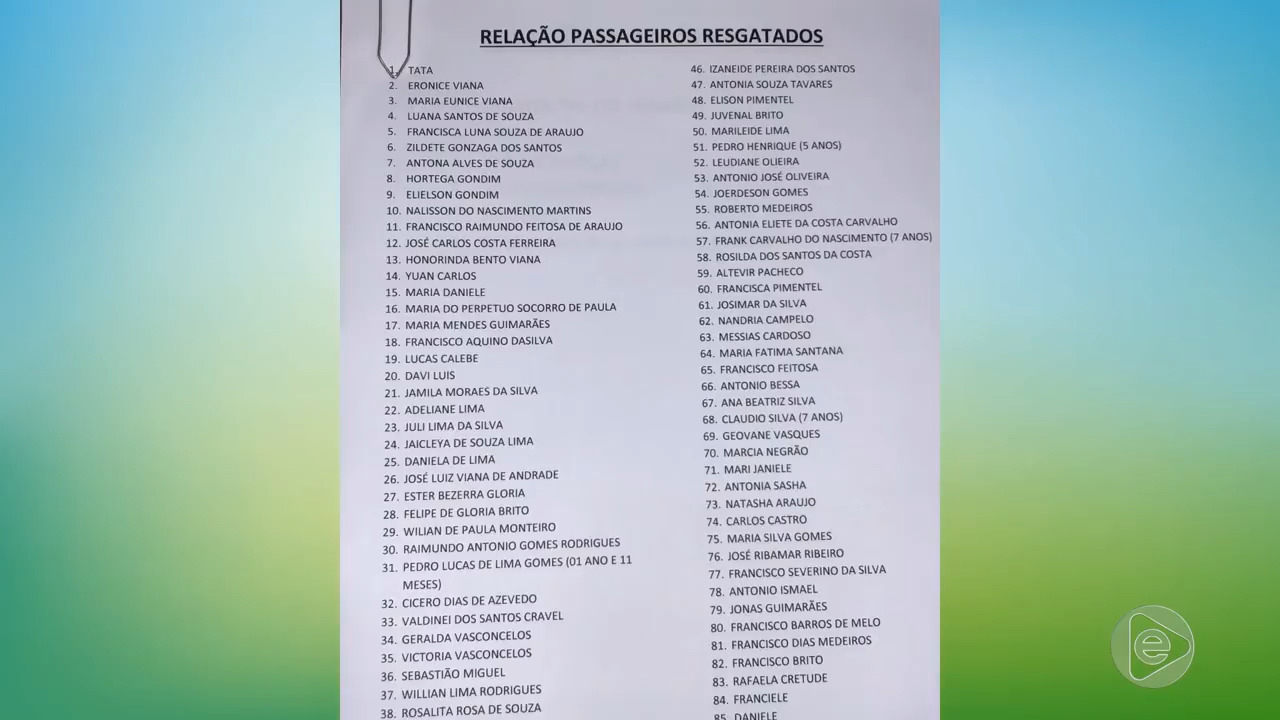 RELAÇÃO PASSAGEIROS RESGATADOS
1. TATA
2. ERONICE VIANA
3. MARIA EUNICE VIANA
4. LUANA SANTOS DE SOUZA
5. FRANCISCA LUNA SOUZA DE ARAUJO
6. ZILDETE GONZAGA DOS SANTOS
7. ANTONA ALVES DE SOUZA
8. HORTEGA GONDIM
9. ELIELSON GONDIM
10. NALISSON DO NASCIMENTO MARTINS
11. FRANCISCO RAIMUNDO FEITOSA DE ARAUJO
12. JOSÉ CARLOS COSTA FERREIRA
13. HONORINDA BENTO VIANA
14. YUAN CARLOS
15. MARIA DANIELE
16. MARIA DO PERPETUO SOCORRO DE PAULA
17. MARIA MENDES GUIMARÃES
18. FRANCISCO AQUINO DASILVA
19. LUCAS CALEBE
20. DAVI LUIS
21. JAMILA MORAES DA SILVA
22. ADELIANE LIMA
23. JULI LIMA DA SILVA
24. JAICLEYA DE SOUZA LIMA
25. DANIELA DE LIMA
26. JOSÉ LUIZ VIANA DE ANDRADE
27. ESTER BEZERRA GLORIA
28. FELIPE DE GLORIA BRITO
29. WILIAN DE PAULA MONTEIRO
30. RAIMUNDO ANTONIO GOMES RODRIGUES
31. PEDRO LUCAS DE LIMA GOMES (01 ANO E 11
MESES)
32. CICERO DIAS DE AZEVEDO
33. VALDINEI DOS SANTOS CRAVEL
34. GERALDA VASCONCELOS
35. VICTORIA VASCONCELOS
36. SEBASTIÃO MIGUEL
37. WILLIAN LIMA RODRIGUES
38. ROSALITA ROSA DE SOUZA
46. IZANEIDE PEREIRA DOS SANTOS
47. ANTONIA SOUZA TAVARES
48. ELISON PIMENTEL
49. JUVENAL BRITO
50. MARILEIDE LIMA
51. PEDRO HENRIQUE (5 ANOS)
52. LEUDIANE OLIEIRA
53. ANTONIO JOSÉ OLIVEIRA
54. JOERDESON GOMES
55. ROBERTO MEDEIROS
56. ANTONIA ELIETE DA COSTA CARVALHO
57. FRANK CARVALHO DO NASCIMENTO (7 ANOS)
58. ROSILDA DOS SANTOS DA COSTA
59. ALTEVIR PACHECO
60. FRANCISCA PIMENTEL
61. JOSIMAR DA SILVA
62. NANDRIA CAMPELO
63. MESSIAS CARDOSO
64. MARIA FATIMA SANTANA
65. FRANCISCO FEITOSA
66. ANTONIO BESSA
67. ANA BEATRIZ SILVA
68. CLAUDIO SILVA (7 ANOS)
69. GEOVANE VASQUES
70. MARCIA NEGRÃO
71. MARI JANIELE
72. ANTONIA SASHA
73. NATASHA ARAUJO
74. CARLOS CASTRO
75. MARIA SILVA GOMES
76. JOSÉ RIBAMAR RIBEIRO
77. FRANCISCO SEVERINO DA SILVA
78. ANTONIO ISMAEL
79. JONAS GUIMARÃES
80. FRANCISCO BARROS DE MELO
81. FRANCISCO DIAS MEDEIROS
82. FRANCISCO BRITO
83. RAFAELA CRETUDE
84. FRANCIELE
85. DANIELE
e